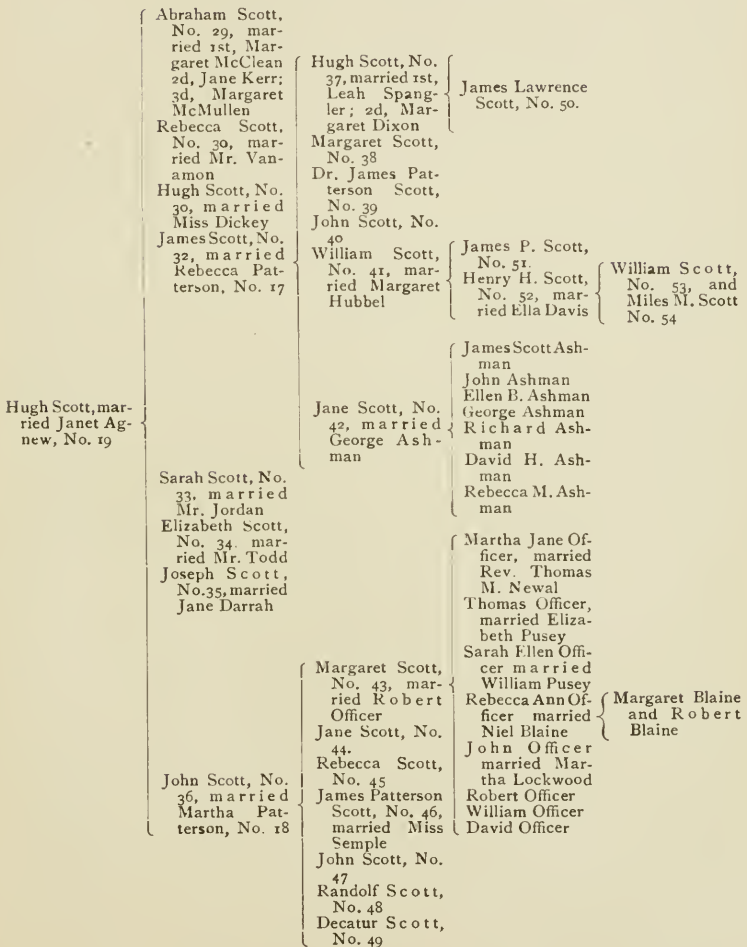 Hugh Scott, mar-
ried Janet Ag-
new, No. 19
Abraham Scott,
No. 29, mar-
ried 1st, Mar-
garet McClean
2d, Jane Kerr;
3d, Margaret
McMullen
Rebecca Scott,
No. 30, mar-
ried Mr. Van-
amon
Hugh Scott, No.
30, married
Miss Dickey
James Scott, No.
32, married
Rebecca Pat-
terson, No. 17
Hugh Scott, No.
37, married 1st,
Leah Spang-
ler; 2d, Mar-
garet Dixon
James Lawrence
Scott, No. 50.
Margaret Scott,
No. 38
Dr. James Pat-
terson Scott,
No. 39
John Scott, No.
40
William Scott,
No. 41, mar-
ried Margaret
Hubbel
James P. Scott,
No. 51.
Henry H. Scott,
No. 52, mar-
ried Ella Davis
William Scott,
No. 53, and
Miles M. Scott
No. 54
Jane Scott, No.
42, married
George Ash-
man
James Scott Ash-
man
John Ashman
Ellen B. Ashman
George Ashman
Richard Ash-
man
David H. Ash-
man
Rebecca M. Ash-
man
Sarah Scott, No.
33, married
Mr. Jordan
Elizabeth Scott,
No. 34. mar-
ried Mr. Todd
Joseph Scott,
No. 35, married
Jane Darrah
John Scott, No.
36, married
Martha Pat-
terson, No. 18
Margaret Scott,
No. 43, mar-
ried Robert
Officer
Martha Jane Of-
ficer, married
Rev. Thomas
M. Newal
Thomas Officer,
married Eliza-
beth Pusey
Sarah Ellen Offi-
cer married
William Pusey
Rebecca Ann Of-
ficer married
Niel Blaine
Margaret Blaine
and Robert
Blaine
John Officer
married Mar-
tha Lockwood
Robert Officer
William Officer
David Officer
Jane Scott, No.
44.
Rebecca Scott,
No. 45
James Patterson
Scott, No. 46,
married Miss
Semple
John Scott, No.
47
Randolf Scott,
No. 48
Decatur Scott,
No. 49